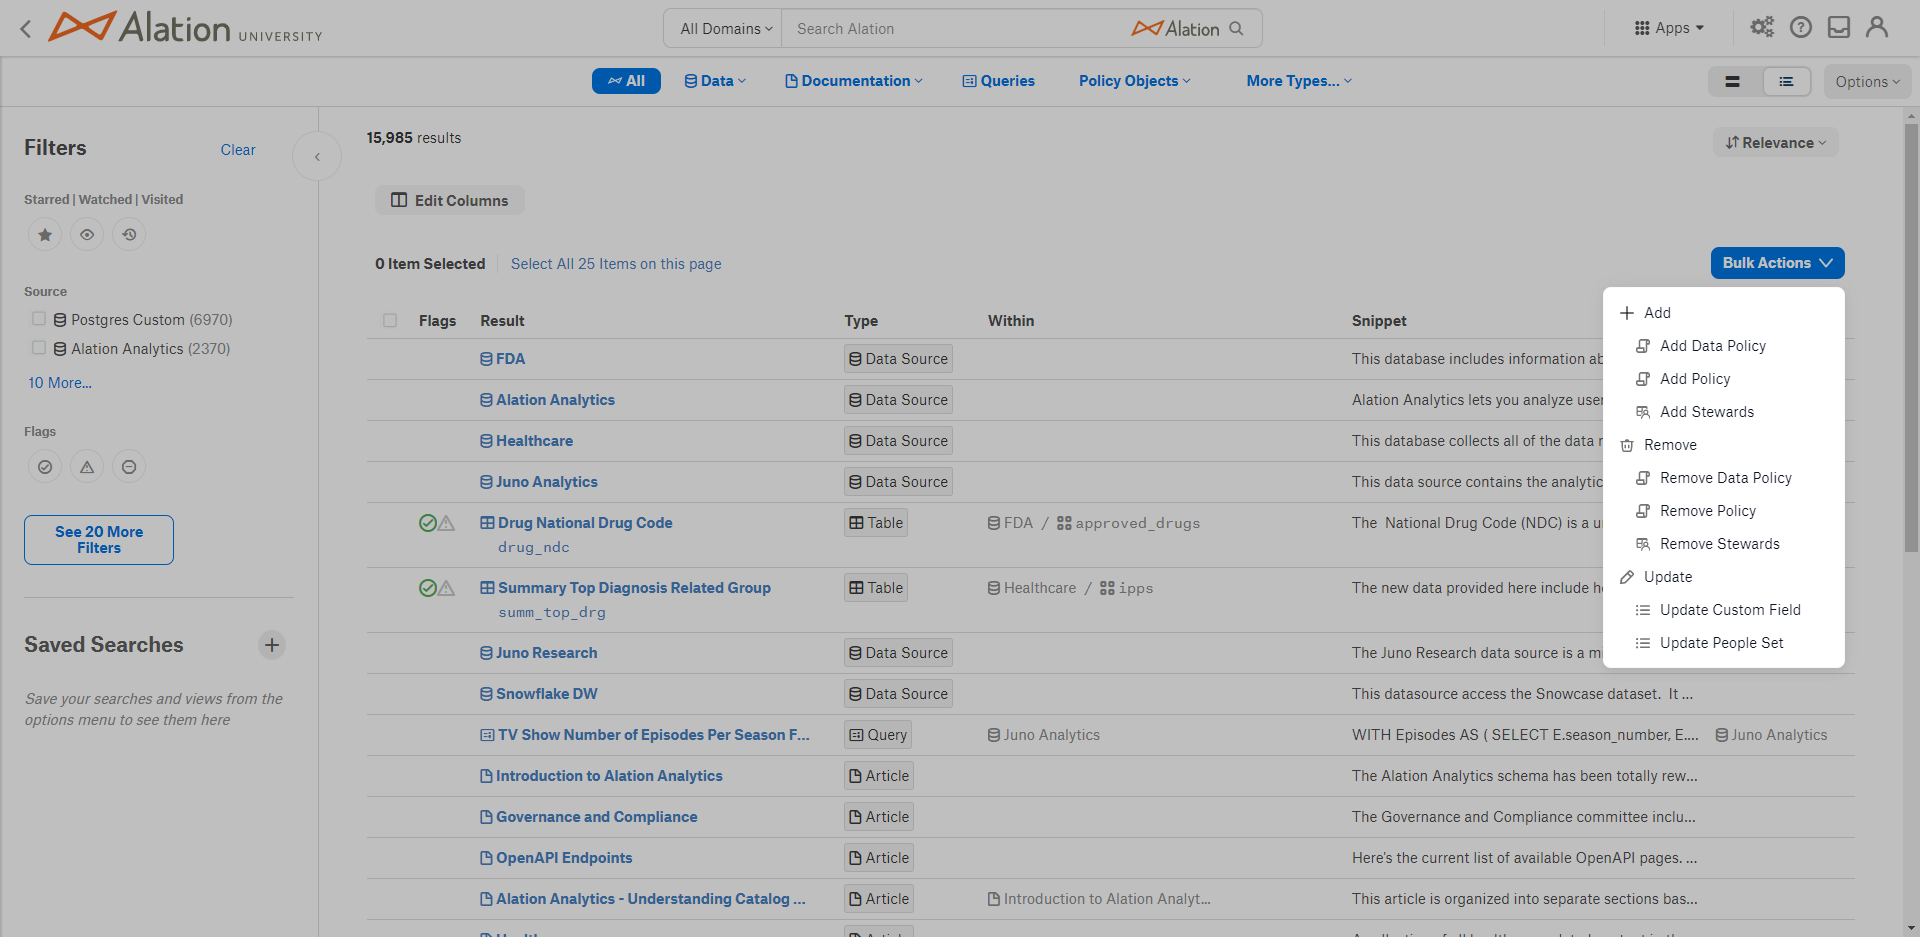 Alation UNIVERSITY
All Domains
Search Alation
Alation
Apps
All
Data
Documentation
Queries
Policy Objects
More Types...
Options
Filters
Clear
Starred | Watched | Visited
Source
Postgres Custom (6970)
Alation Analytics (2370)
10 More...
Flags
See 20 More
Filters
Saved Searches
Save your searches and views from the
options menu to see them here
15,985 results
Relevance
Edit Columns
0 Item Selected
Select All 25 Items on this page
Bulk Actions
Flags Result Type Within Snippet
FDA Data Source This database includes information ab
Alation Analytics Data Source Alation Analytics lets you analyze user
Healthcare Data Source This database collects all of the data
Juno Analytics Data Source This data source contains the analytic
Drug National Drug Code Table FDA / approved_drugs The National Drug Code (NDC) is a u
drug_ndc
Summary Top Diagnosis Related Group Table Healthcare / ipps The new data provided here include
summ_top_drg
Juno Research Data Source The Juno Research data source is a mi
Snowflake DW Data Source This datasource access the Snowcase dataset. It ...
TV Show Number of Episodes Per Season F... Query Juno Analytics WITH Episodes AS ( SELECT E.season_number, E.... Juno Analytics
Introduction to Alation Analytics Article The Alation Analytics schema has been totally rew...
Governance and Compliance Article The Governance and Compliance committee inclu...
OpenAPI Endpoints Article Here's the current list of available OpenAPI pages. ...
Alation Analytics - Understanding Catalog ... Article Introduction to Alation Analyt... This article is organized into separate sections bas...
Add
Add Data Policy
Add Policy
Add Stewards
Remove
Remove Data Policy
Remove Policy
Remove Stewards
Update
Update Custom Field
Update People Set